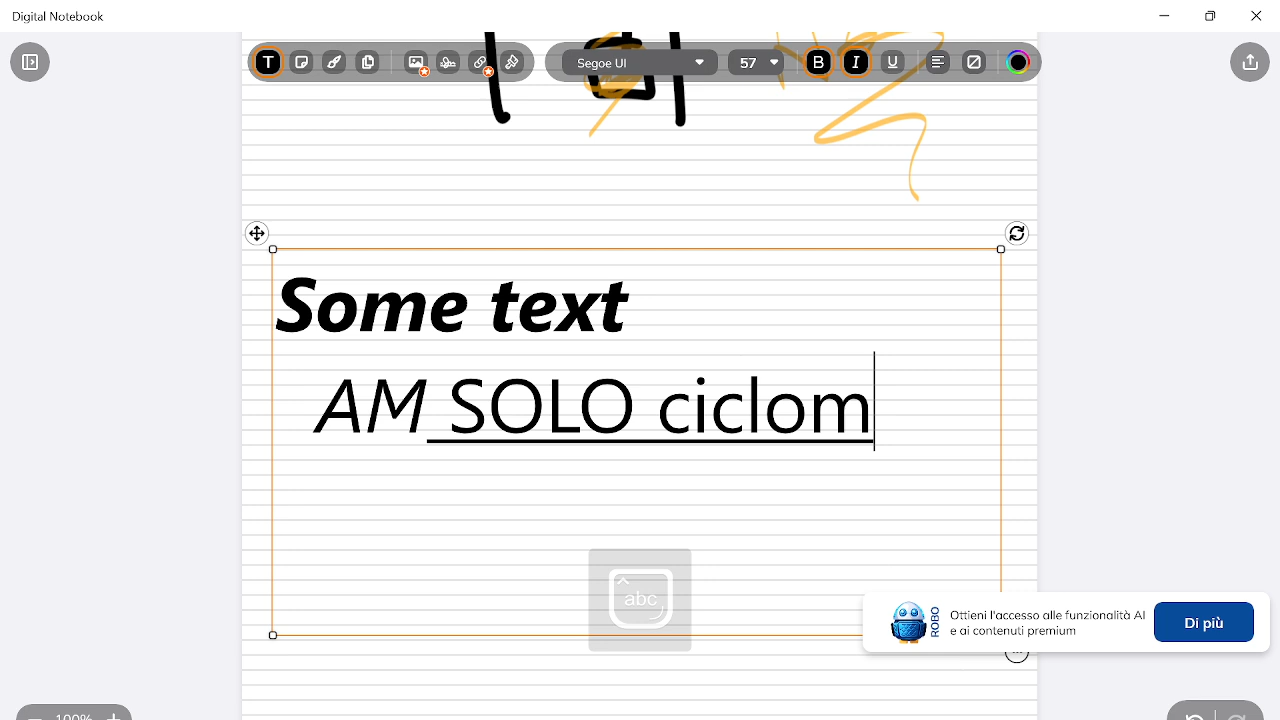 Digital Notebook
T
Segoe UI
57
B
I
U
Some text
AM SOLO ciclom
abc
ROBO
Ottieni l'accesso alle funzionalità AI
e ai contenuti premium
Di più
100%